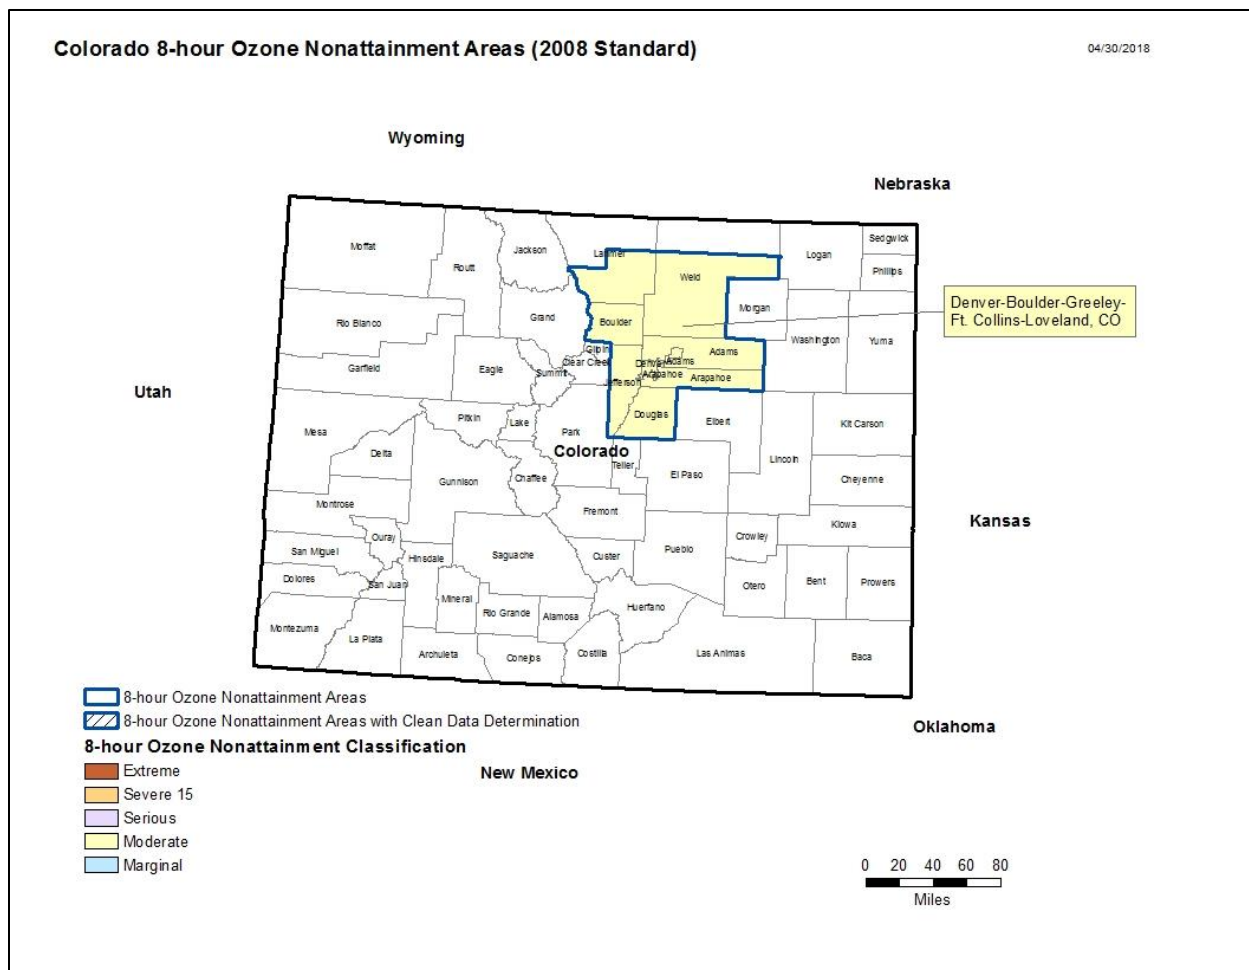 Colorado 8-hour Ozone Nonattainment Areas (2008 Standard)
04/30/2018
Wyoming
Nebraska
Sedgwick
Moffat
Jackson
Larimer
Logan
Routt
Weld
Phillips
Denver-Boulder-Greeley-
Ft. Collins-Loveland, CO
Morgan
Grand
Rio Blanco
Boulder
Washington
Yuma
Gilpin
Adams
Garfield
Eagle
Clear Creek
Denver
Adams
Summit
Arapahoe
Arapahoe
Jefferson
Utah
Pitkin
Lake
Douglas
Elbert
Kit Carson
Mesa
Park
Colorado
Delta
Teller
Lincoln
El Paso
Gunnison
Chaffee
Cheyenne
Montrose
Fremont
Kansas
Kiowa
Ouray
Crowley
San Miguel
Hinsdale
Saguache
Custer
Pueblo
Dolores
San Juan
Otero
Bent
Prowers
Mineral
Rio Grande
Alamosa
Huerfano
Montezuma
La Plata
Archuleta
Conejos
Costilla
Las Animas
Baca
8-hour Ozone Nonattainment Areas
8-hour Ozone Nonattainment Areas with Clean Data Determination
Oklahoma
8-hour Ozone Nonattainment Classification
New Mexico
Extreme
Severe 15
Serious
Moderate
Marginal
0 20 40 60 80
Miles